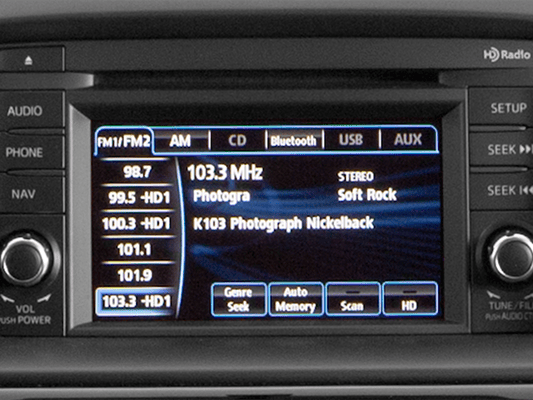 HD Radio
AUDIO
PHONE
NAV
VOL
PUSH POWER
FM1/FM2 AM CD Bluetooth USB AUX
98.7
99.5 -HD1
100.3 -HD1
101.1
101.9
103.3 -HD1
103.3 MHz STEREO
Photogra Soft Rock
K103 Photograph Nickelback
Genre Seek
Auto Memory
Scan
HD
SETUP
SEEK
SEEK
TUNE/FIL
PUSH AUDIO CT